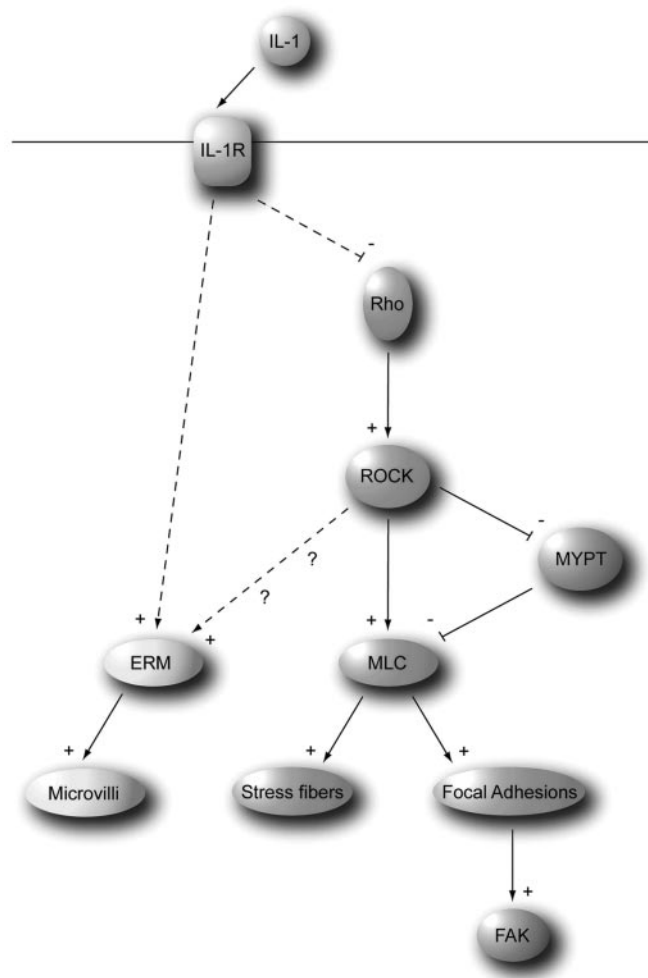 IL-1
IL-1R
-
Rho
+
ROCK
-
MYPT
?
?
+
+
+
-
ERM
MLC
+
+
+
Microvilli
Stress fibers
Focal Adhesions
+
FAK